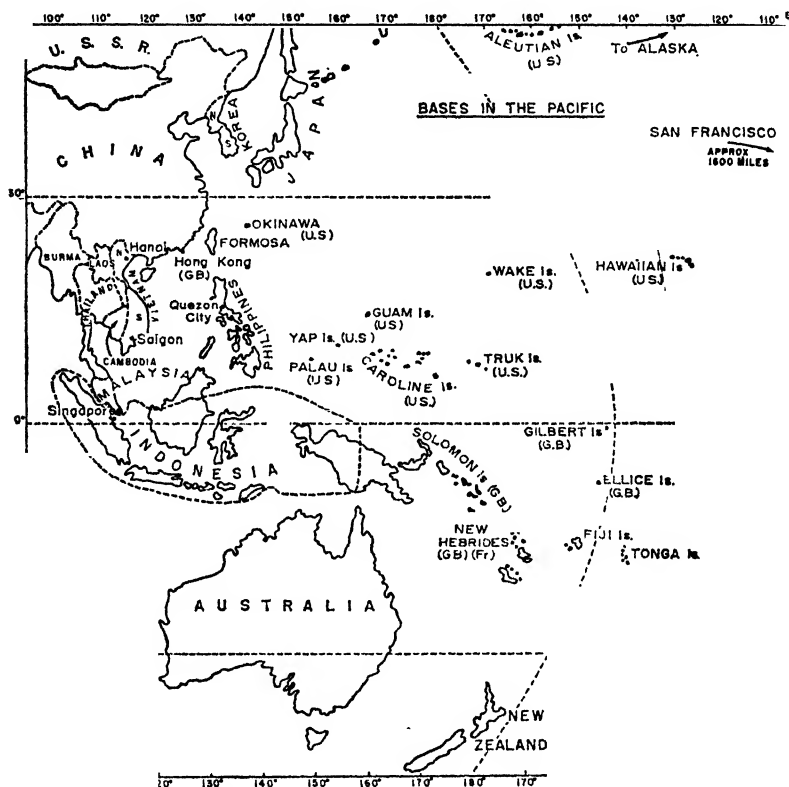 100° 110° 120° 130° 140° 150° 160° 180° 170° 160° 150° 140° 130° 120° 110° E
U. S. S. R.
ALEUTIAN Is.
(U S)
To ALASKA
BASES IN THE PACIFIC
N
KOREA
S
JAPAN
SAN FRANCISCO
APPROX
1600 MILES
CHINA
30°
OKINAWA
(U.S)
FORMOSA
Hanoi
Hong Kong
(G.B.)
BURMA
LAOS
N
VIETNAM
S
THAILAND
WAKE Is.
(U.S.)
HAWAIIAN Is
(U.S.)
Quezon
City
PHILIPPINES
GUAM Is.
(U.S)
Saigon
YAP Is. (U.S)
CAMBODIA
PALAU Is
(U.S)
CAROLINE Is.
(U.S.)
TRUK Is.
(U.S.)
MALAYSIA
Singapore
0°
INDONESIA
GILBERT Is
(G.B.)
SOLOMON Is (GB)
ELLICE Is.
(G.B.)
NEW
HEBRIDES
(GB) (Fr.)
FIJI Is.
TONGA Is.
AUSTRALIA
NEW
ZEALAND
120° 130° 140° 150° 160° 170° 180° 170°